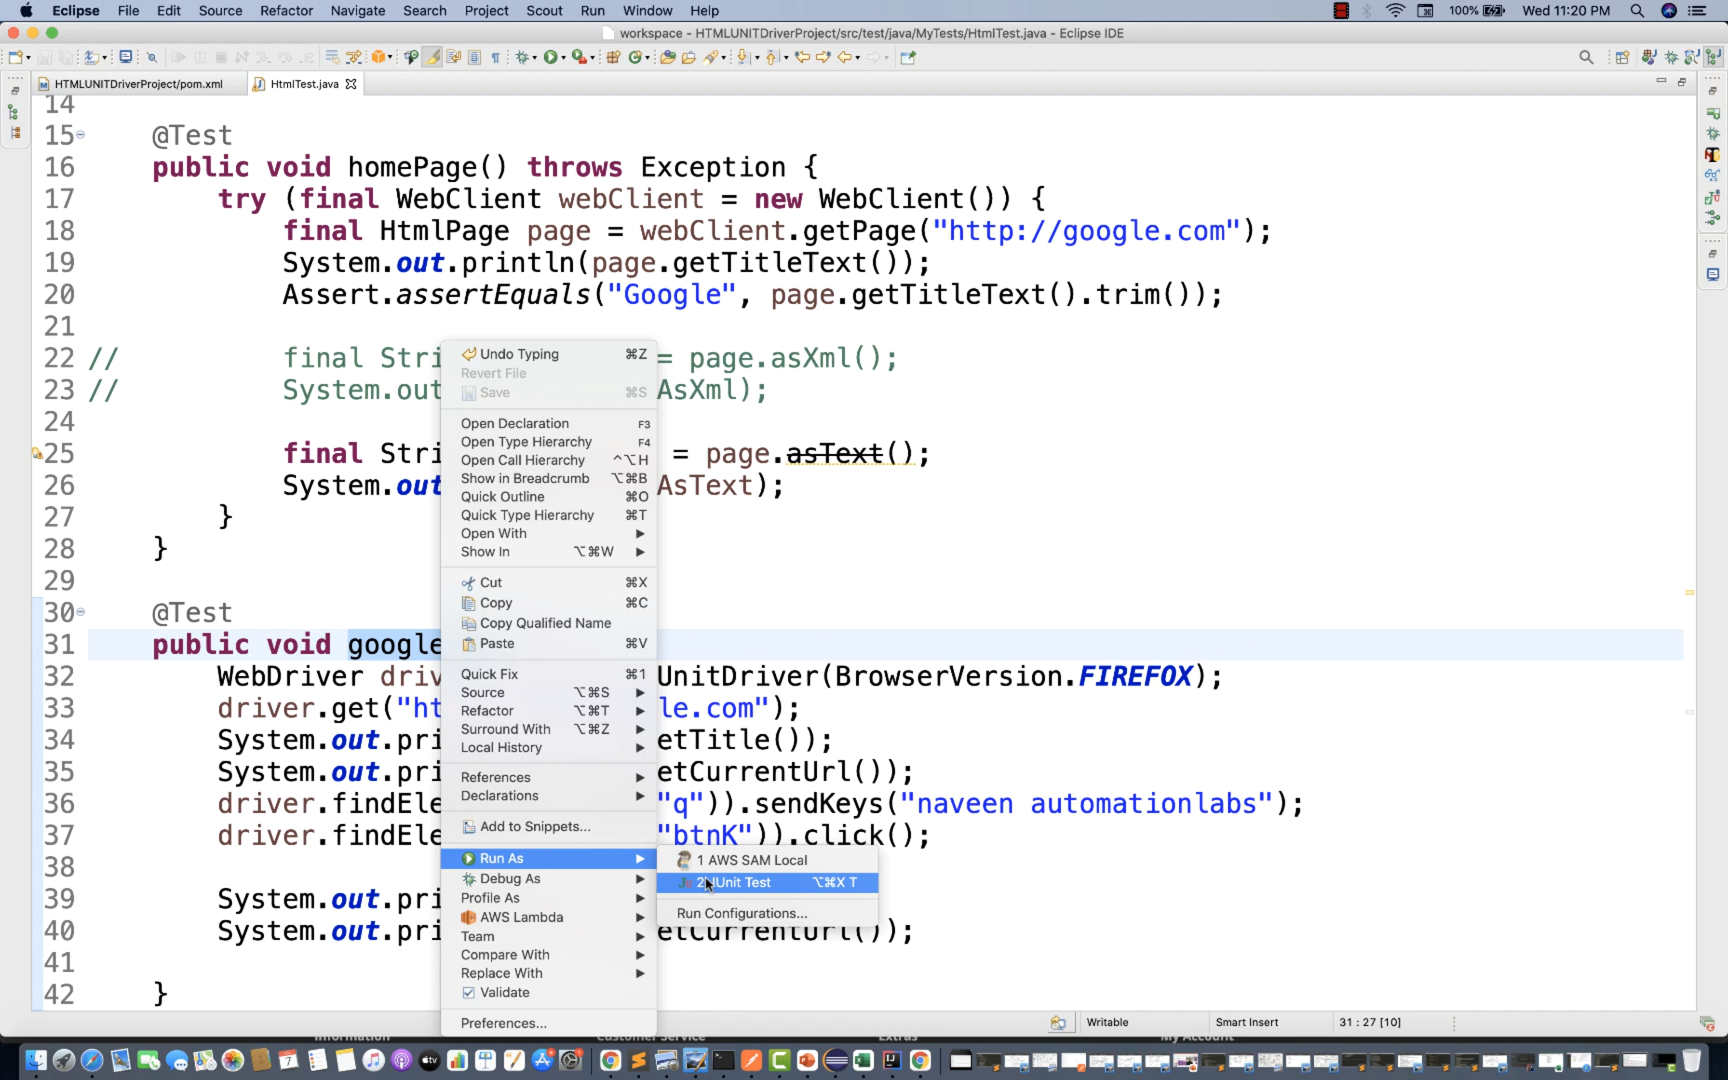 Eclipse File Edit Source Refactor Navigate Search Project Scout Run Window Help 100% Wed 11:20 PM
workspace - HTMLUNITDriverProject/src/test/java/MyTests/HtmlTest.java - Eclipse IDE
HTMLUNITDriverProject/pom.xml HtmlTest.java
14
15 @Test
16 public void homePage() throws Exception {
17 try (final WebClient webClient = new WebClient()) {
18 final HtmlPage page = webClient.getPage("http://google.com");
19 System.out.println(page.getTitleText());
20 Assert.assertEquals("Google", page.getTitleText().trim());
21
22 // final Stri = page.asXml();
23 // System.out AsXml);
24
25 final Stri = page.asText();
26 System.out AsText);
27 }
28 }
29
30 @Test
31 public void google
32 WebDriver driv UnitDriver(BrowserVersion.FIREFOX);
33 driver.get("ht le.com");
34 System.out.pri etTitle());
35 System.out.pri etCurrentUrl());
36 driver.findEle "q")).sendKeys("naveen automationlabs");
37 driver.findEle "btnK")).click();
38
39 System.out.pri
40 System.out.pri etCurrentUrl());
41
42 }
Undo Typing ⌘Z
Revert File
Save ⌘S
Open Declaration F3
Open Type Hierarchy F4
Open Call Hierarchy ^⌥H
Show in Breadcrumb ⌥⌘B
Quick Outline ⌘O
Quick Type Hierarchy ⌘T
Open With
Show In ⌥⌘W
Cut ⌘X
Copy ⌘C
Copy Qualified Name
Paste ⌘V
Quick Fix ⌘1
Source ⌥⌘S
Refactor ⌥⌘T
Surround With ⌥⌘Z
Local History
References
Declarations
Add to Snippets...
Run As
Debug As
Profile As
AWS Lambda
Team
Compare With
Replace With
Validate
Preferences...
1 AWS SAM Local
2 JUnit Test ⌥⌘X T
Run Configurations...
Writable Smart Insert 31 : 27 [10]
Information Customer Service Extras My Account